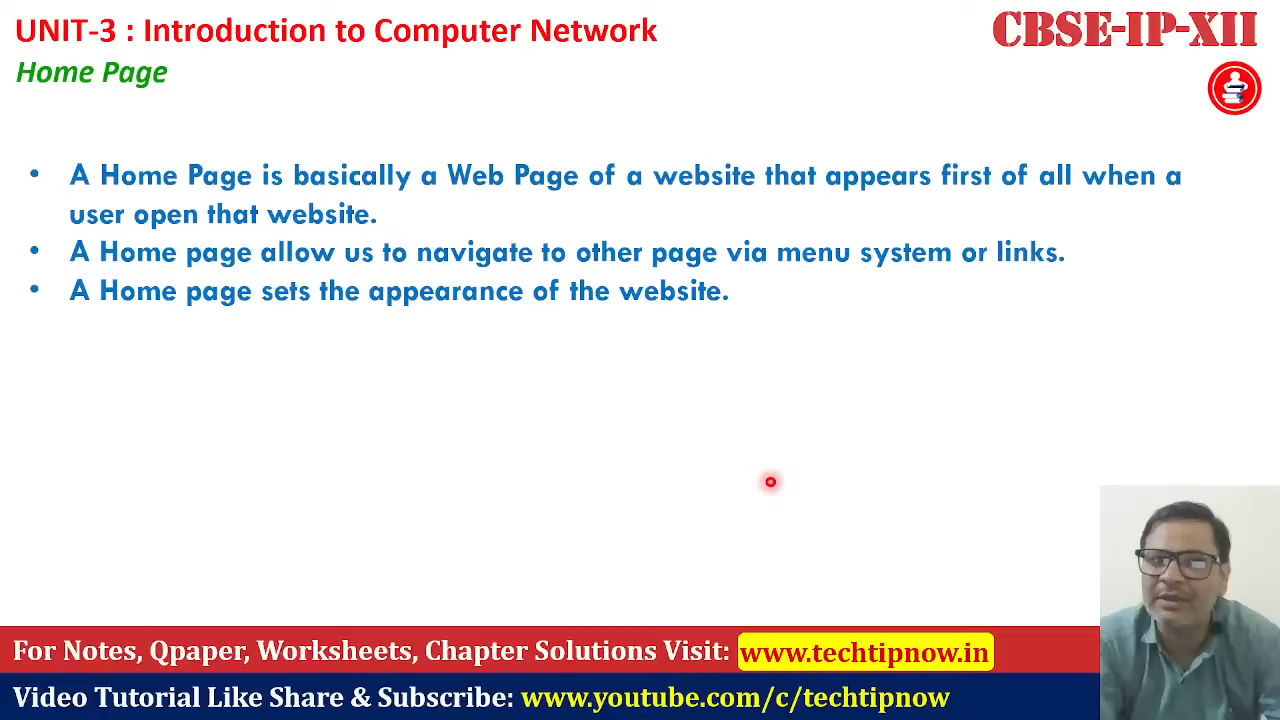 UNIT-3 : Introduction to Computer Network
CBSE-IP-XII
Home Page
• A Home Page is basically a Web Page of a website that appears first of all when a
user open that website.
• A Home page allow us to navigate to other page via menu system or links.
• A Home page sets the appearance of the website.
For Notes, Qpaper, Worksheets, Chapter Solutions Visit: www.techtipnow.in
Video Tutorial Like Share & Subscribe: www.youtube.com/c/techtipnow